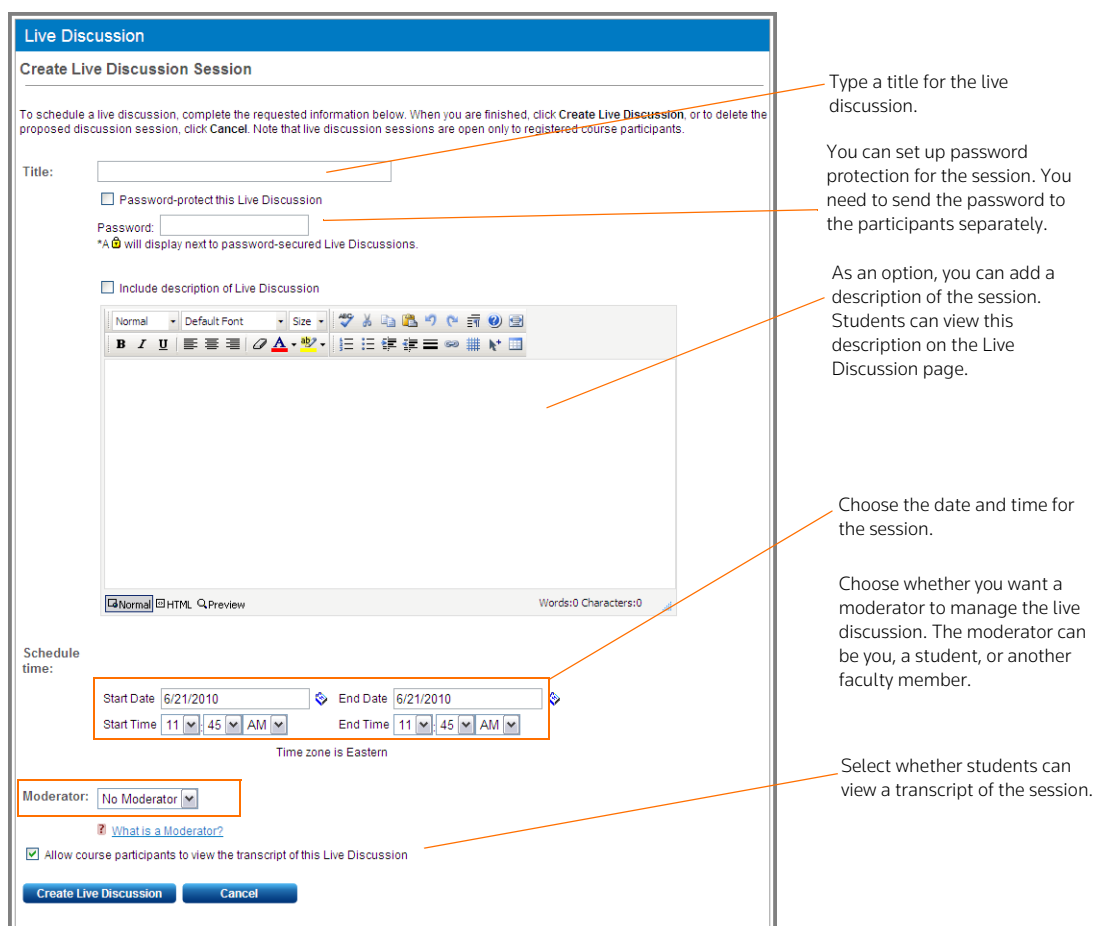 Live Discussion
Create Live Discussion Session
To schedule a live discussion, complete the requested information below. When you are finished, click Create Live Discussion, or to delete the
proposed discussion session, click Cancel. Note that live discussion sessions are open only to registered course participants.
Title:
Password-protect this Live Discussion
Password:
*A will display next to password-secured Live Discussions.
Include description of Live Discussion
Normal Default Font Size ABC
B I U A ab
Normal HTML Preview Words:0 Characters:0
Schedule
time:
Start Date 6/21/2010 End Date 6/21/2010
Start Time 11 : 45 AM End Time 11 : 45 AM
Time zone is Eastern
Moderator: No Moderator
? What is a Moderator?
Allow course participants to view the transcript of this Live Discussion
Create Live Discussion Cancel
Type a title for the live
discussion.
You can set up password
protection for the session. You
need to send the password to
the participants separately.
As an option, you can add a
description of the session.
Students can view this
description on the Live
Discussion page.
Choose the date and time for
the session.
Choose whether you want a
moderator to manage the live
discussion. The moderator can
be you, a student, or another
faculty member.
Select whether students can
view a transcript of the session.